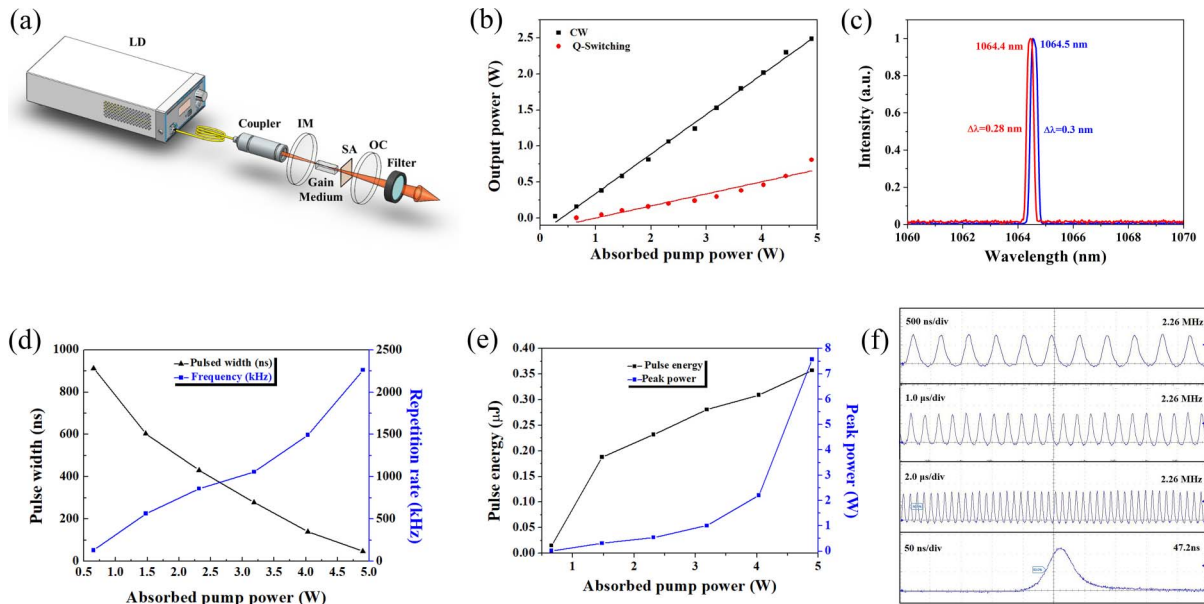 (a)
LD
Coupler
IM
Gain
Medium
SA
OC
Filter
(b)
CW
Q-Switching
Output power (W)
2.5
2.0
1.5
1.0
0.5
0.0
0 1 2 3 4 5
Absorbed pump power (W)
(c)
1064.4 nm
1064.5 nm
Δλ=0.28 nm
Δλ=0.3 nm
Intensity (a.u.)
1
0.8
0.6
0.4
0.2
0
1060 1062 1064 1066 1068 1070
Wavelength (nm)
(d)
Pulsed width (ns)
Frequency (kHz)
Pulse width (ns)
1000
800
600
400
200
0
Repetition rate (kHz)
2500
2000
1500
1000
500
0
0.5 1.0 1.5 2.0 2.5 3.0 3.5 4.0 4.5 5.0
Absorbed pump power (W)
(e)
Pulse energy
Peak power
Pulse energy (μJ)
0.40
0.35
0.30
0.25
0.20
0.15
0.10
0.05
0.00
Peak power (W)
8
7
6
5
4
3
2
1
0
1 2 3 4 5
Absorbed pump power (W)
(f)
500 ns/div 2.26 MHz
1.0 μs/div 2.26 MHz
2.0 μs/div 2.26 MHz
50 ns/div 47.2ns